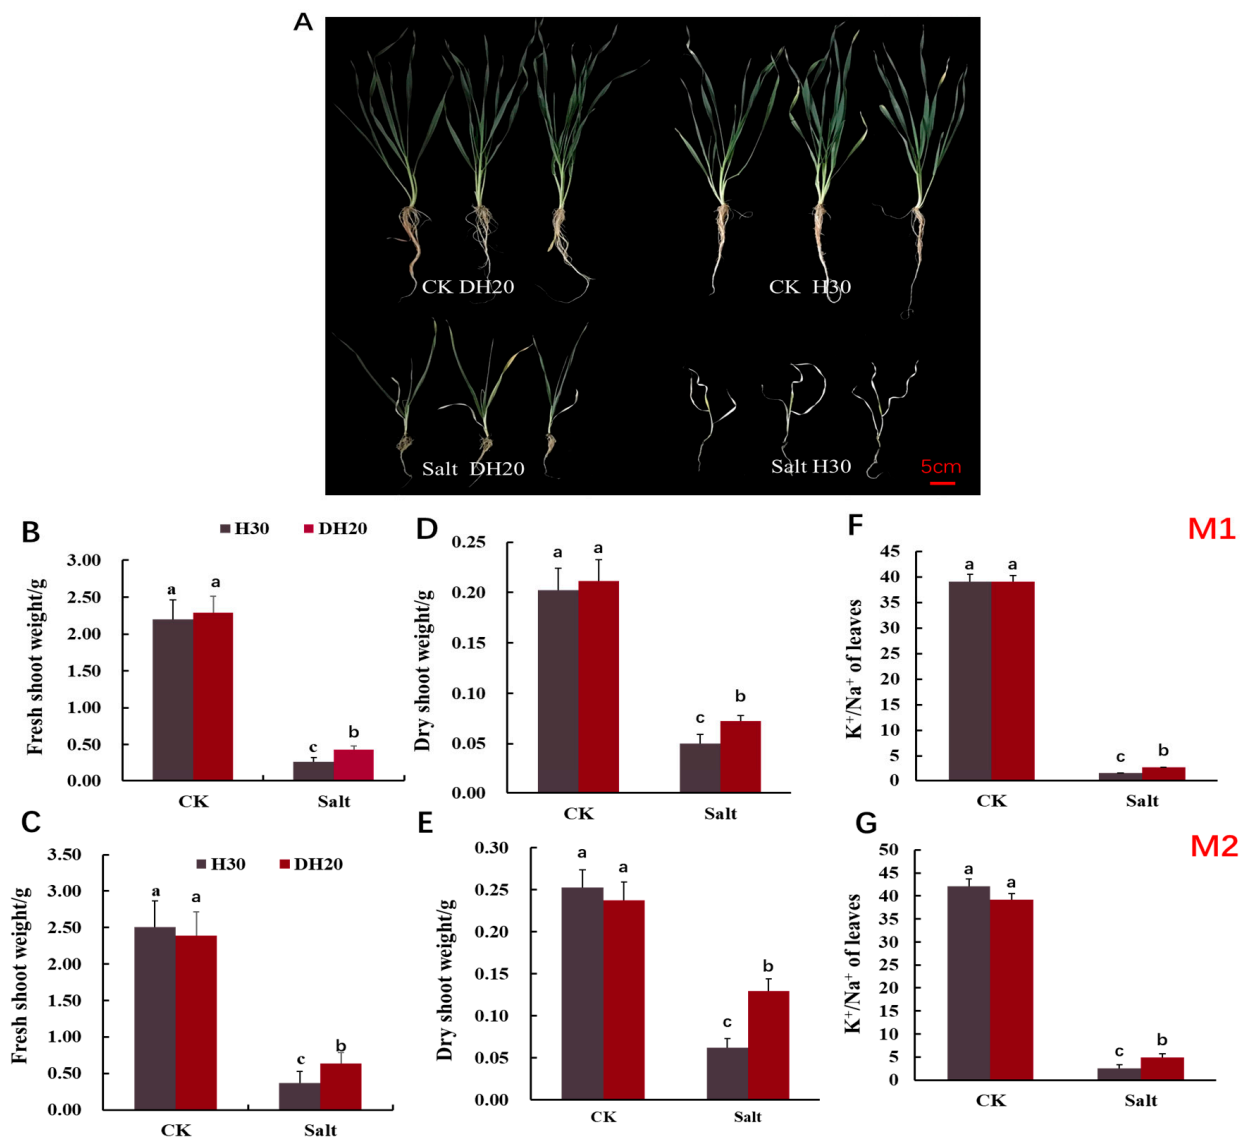 A
CK DH20
CK H30
Salt DH20
Salt H30
5cm
B
H30 DH20
Fresh shoot weight/g
3.00
2.50
2.00
1.50
1.00
0.50
0.00
a a
c b
CK Salt
D
Dry shoot weight/g
0.25
0.20
0.15
0.10
0.05
0.00
a a
c b
CK Salt
F
M1
K⁺/Na⁺ of leaves
45
40
35
30
25
20
15
10
5
0
a a
c b
CK Salt
C
H30 DH20
Fresh shoot weight/g
3.50
3.00
2.50
2.00
1.50
1.00
0.50
0.00
a a
c b
CK Salt
E
Dry shoot weight/g
0.30
0.25
0.20
0.15
0.10
0.05
0.00
a a
c b
CK Salt
G
M2
K⁺/Na⁺ of leaves
50
45
40
35
30
25
20
15
10
5
0
a a
c b
CK Salt